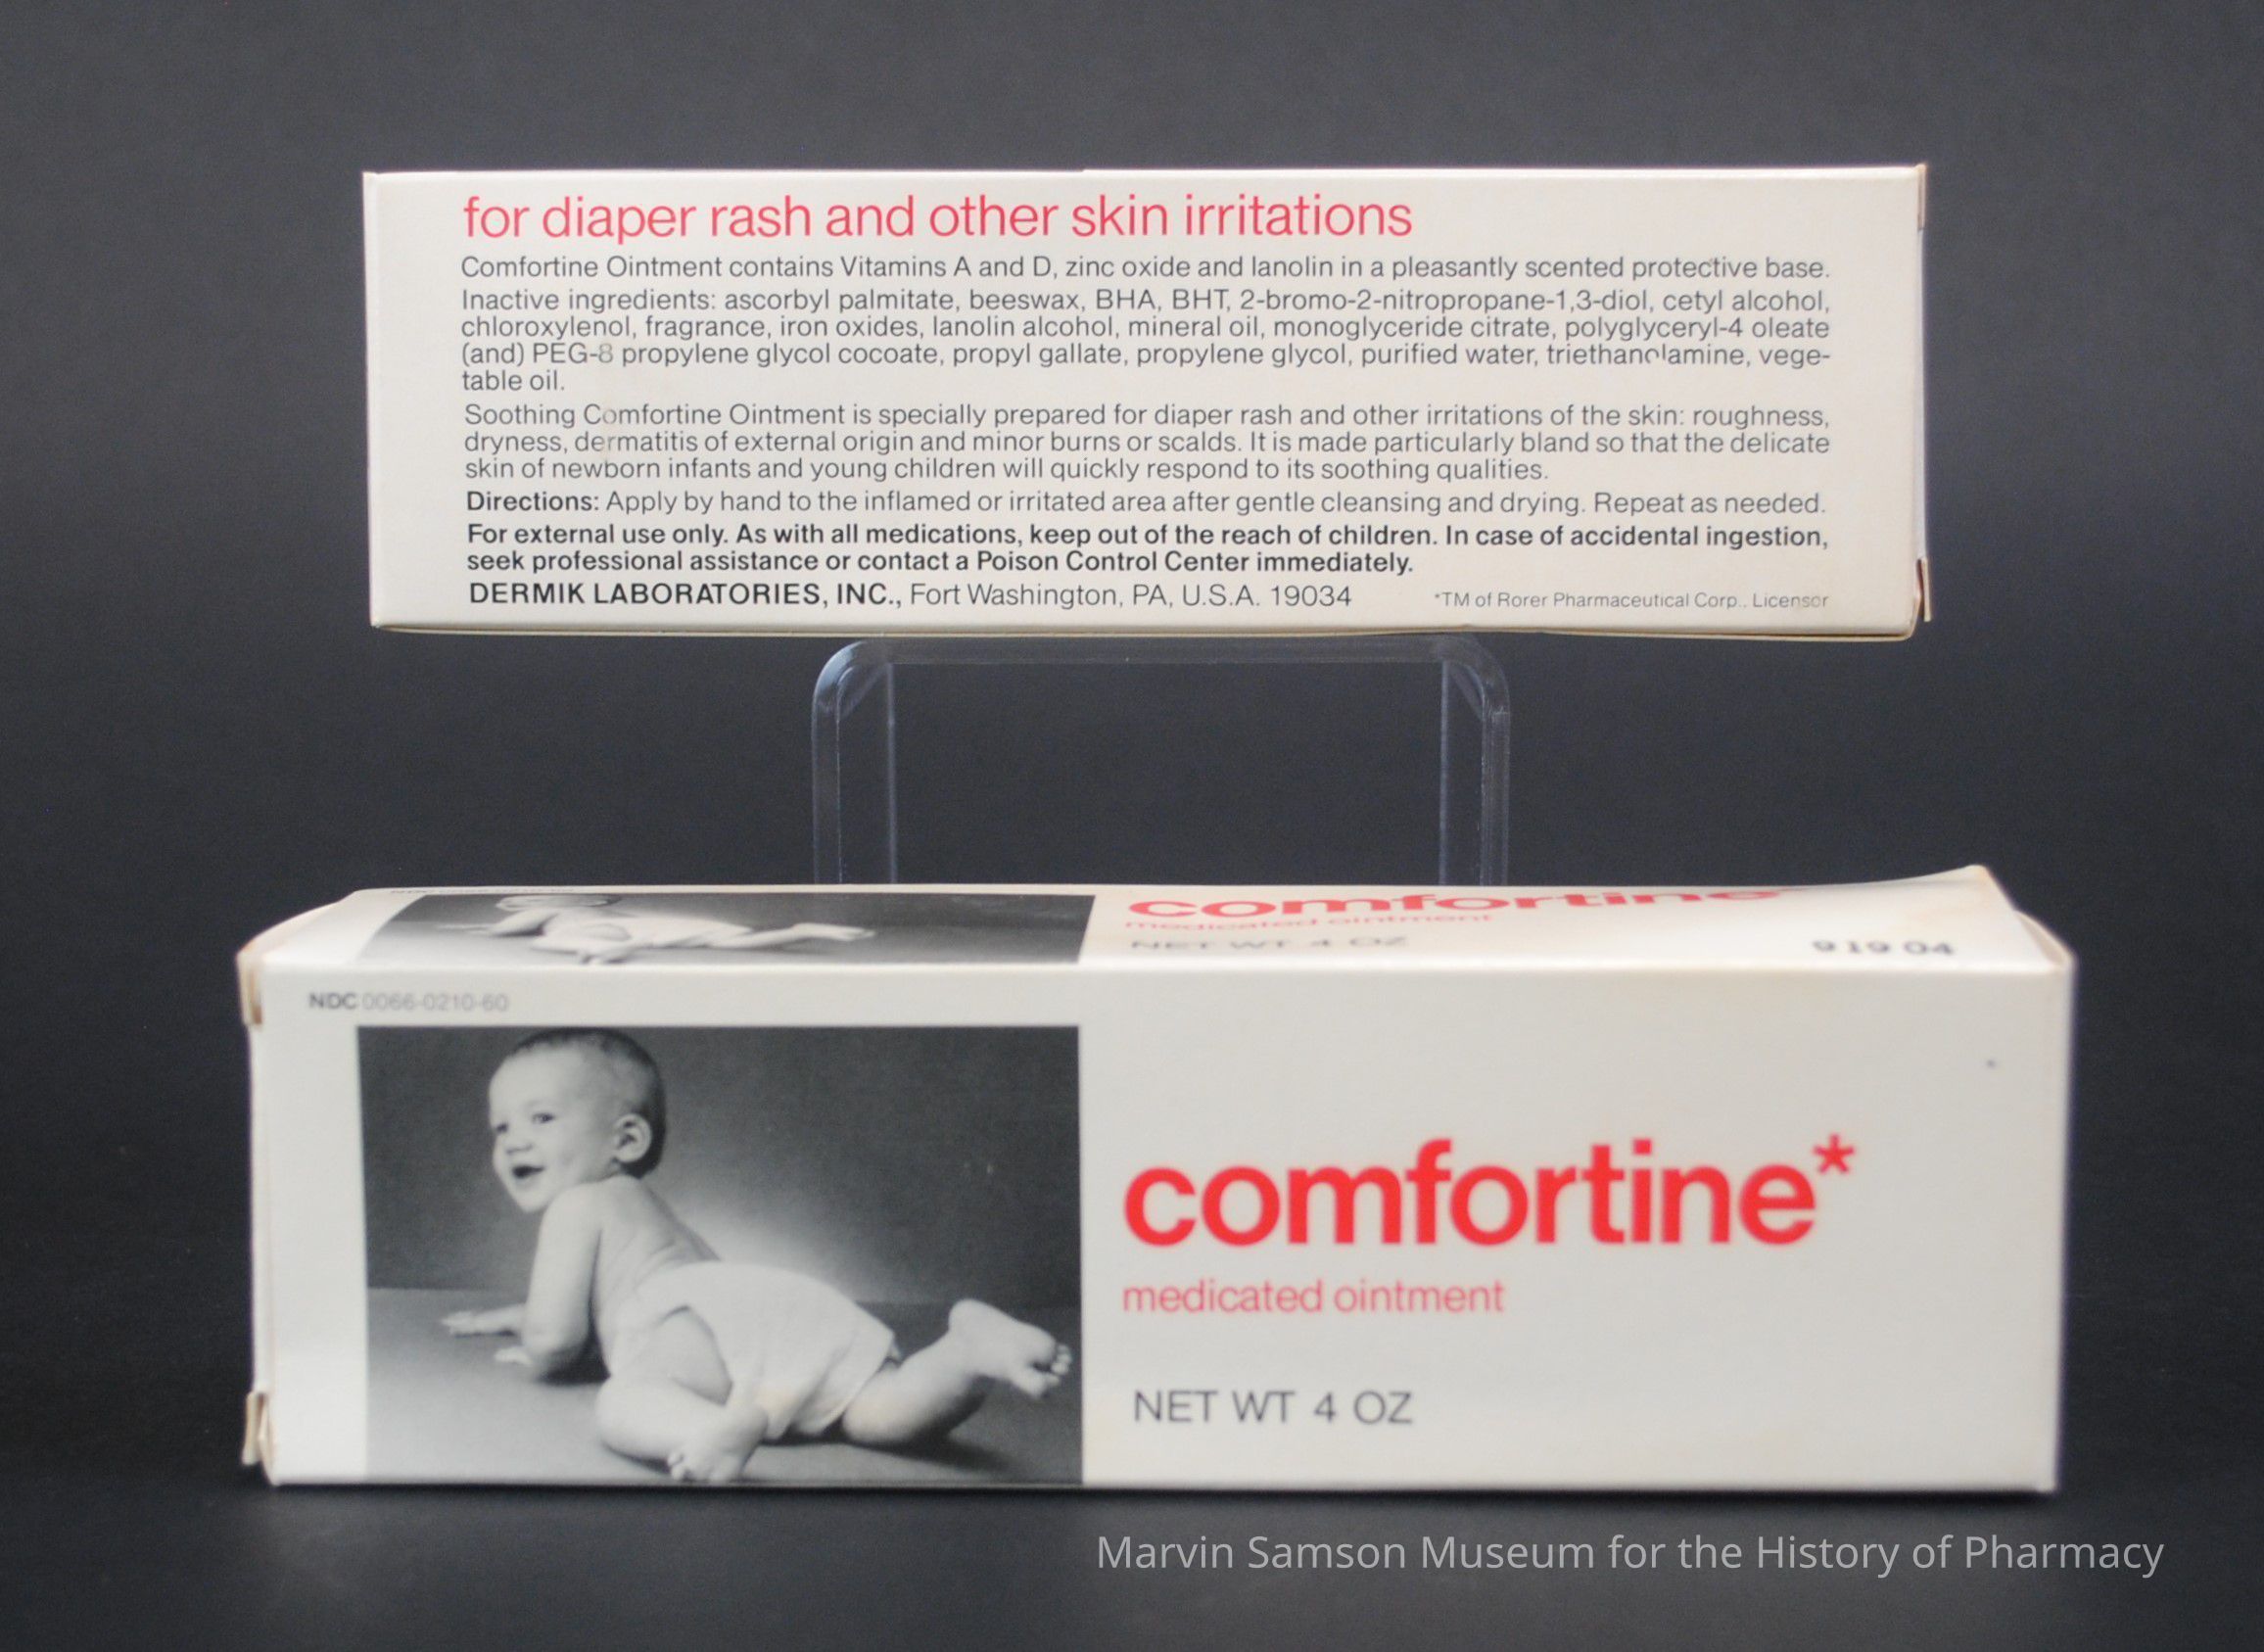 for diaper rash and other skin irritations
Comfortine Ointment contains Vitamins A and D, zinc oxide and lanolin in a pleasantly scented protective base.
Inactive ingredients: ascorbyl palmitate, beeswax, BHA, BHT, 2-bromo-2-nitropropane-1,3-diol, cetyl alcohol,
chloroxylenol, fragrance, iron oxides, lanolin alcohol, mineral oil, monoglyceride citrate, polyglyceryl-4 oleate
(and) PEG-8 propylene glycol cocoate, propyl gallate, propylene glycol, purified water, triethanolamine, vege-
table oil.
Soothing Comfortine Ointment is specially prepared for diaper rash and other irritations of the skin: roughness,
dryness, dermatitis of external origin and minor burns or scalds. It is made particularly bland so that the delicate
skin of newborn infants and young children will quickly respond to its soothing qualities.
Directions: Apply by hand to the inflamed or irritated area after gentle cleansing and drying. Repeat as needed.
For external use only. As with all medications, keep out of the reach of children. In case of accidental ingestion,
seek professional assistance or contact a Poison Control Center immediately.
DERMIK LABORATORIES, INC., Fort Washington, PA, U.S.A. 19034 *TM of Rorer Pharmaceutical Corp., Licensor
comfortine*
medicated ointment
NET WT 4 OZ
919 04
NDC 0066-0210-60
comfortine*
medicated ointment
NET WT 4 OZ
Marvin Samson Museum for the History of Pharmacy